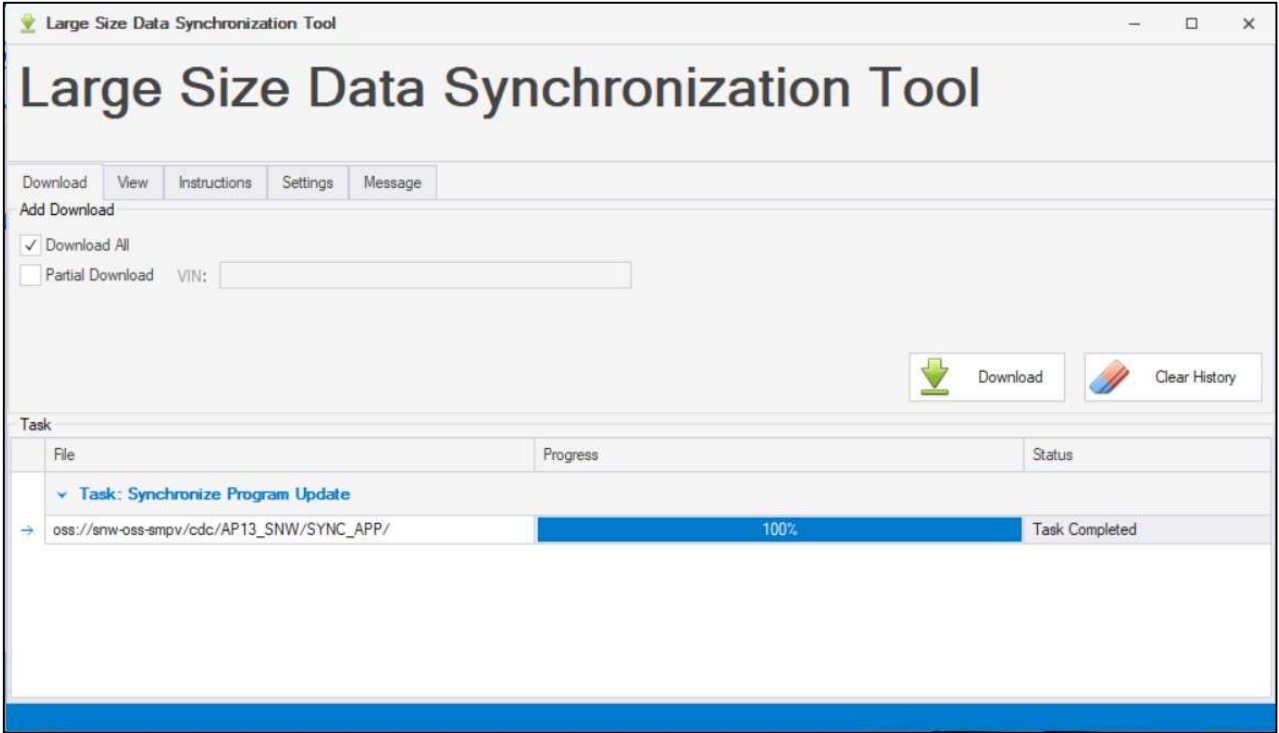 Large Size Data Synchronization Tool
Large Size Data Synchronization Tool
Download View Instructions Settings Message
Add Download
Download All
Partial Download VIN:
Download Clear History
Task
File Progress Status
Task: Synchronize Program Update
oss://snw-oss-smpv/cdc/AP13_SNW/SYNC_APP/ 100% Task Completed